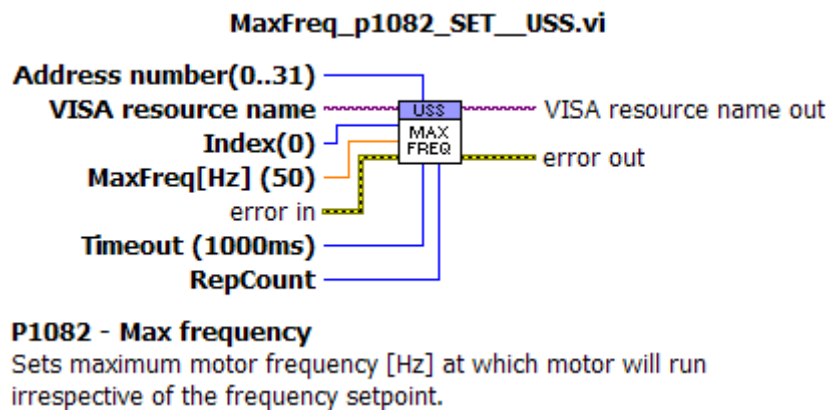 MaxFreq_p1082_SET__USS.vi
Address number(0..31)
VISA resource name
USS
VISA resource name out
Index(0)
MAX
FREQ
error out
MaxFreq[Hz] (50)
error in
Timeout (1000ms)
RepCount
P1082 - Max frequency
Sets maximum motor frequency [Hz] at which motor will run
irrespective of the frequency setpoint.